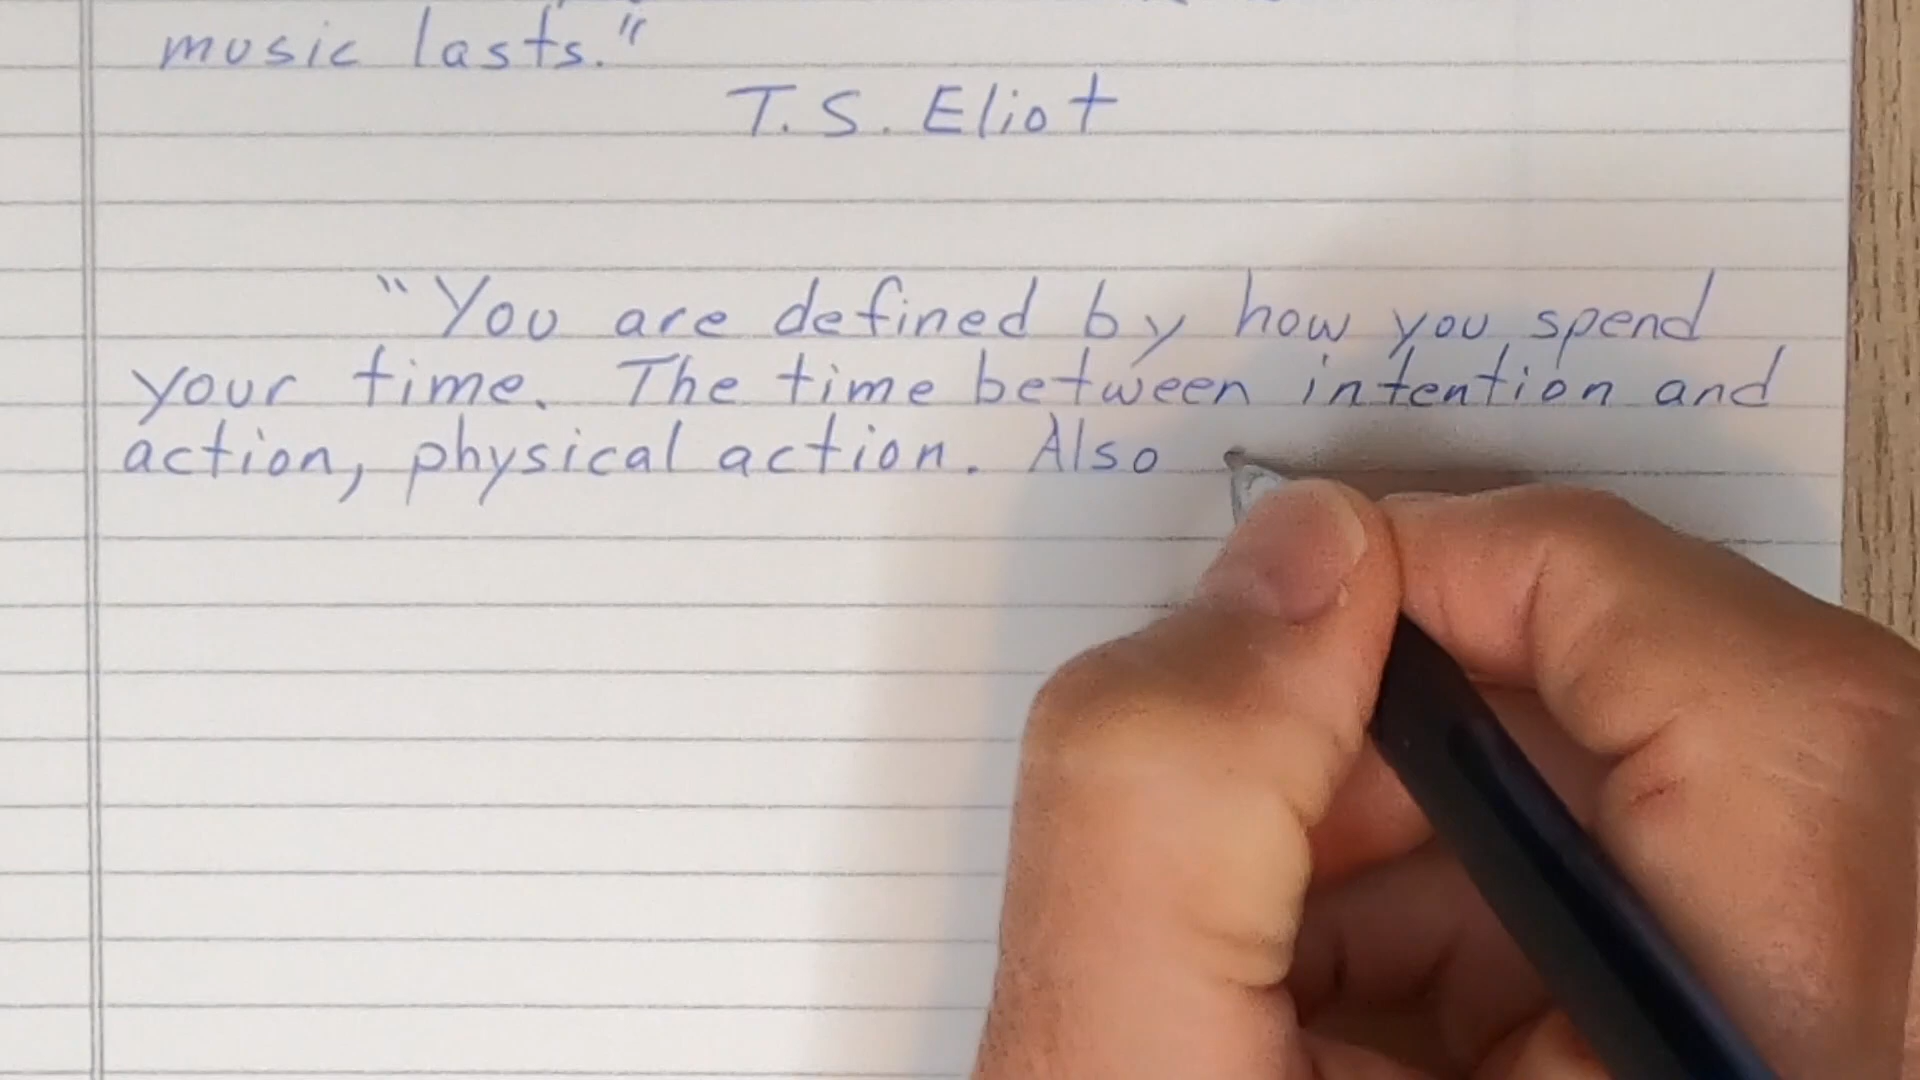 music lasts."
T.S. Eliot
"You are defined by how you spend
your time. The time between intention and
action, physical action. Also